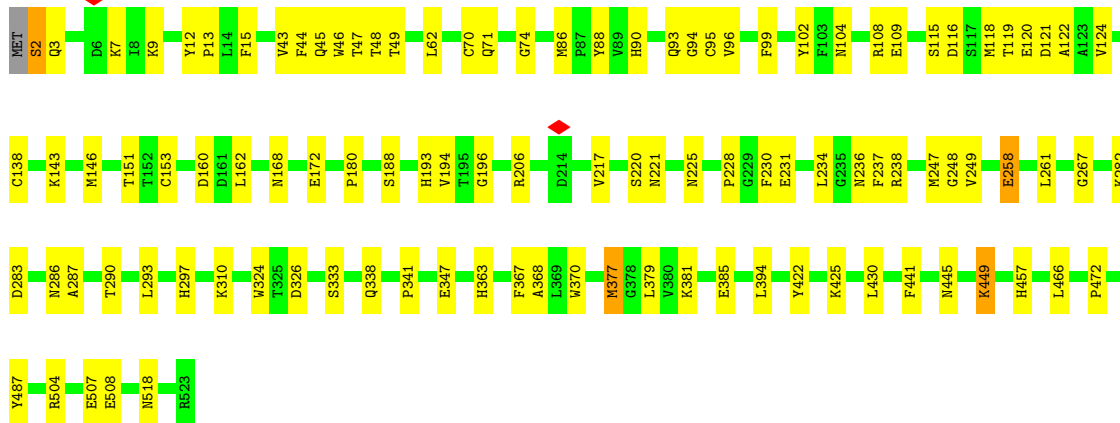 MET S2 Q3 D6 K7 I8 K9 Y12 P13 L14 F15 V43 F44 Q45 W46 T47 T48 T49 L62 C70 Q71 G74 M86 P87 Y88 V89 H90 Q93 G94 C95 V96 F99 Y102 F103 N104 R108 E109 S115 D116 S117 M118 T119 E120 D121 A122 A123 V124
C138 K143 M146 T151 T152 C153 D160 D161 L162 N168 E172 P180 S188 H193 V194 T195 G196 R206 D214 V217 S220 N221 N225 P228 G229 F230 E231 L234 G235 N236 F237 R238 M247 G248 V249 E258 L261 G267
D283 N286 A287 T290 L293 H297 K310 W324 T325 D326 S333 Q338 P341 E347 H363 F367 A368 L369 W370 M377 G378 L379 V380 K381 E385 L394 Y422 K425 L430 F441 N445 K449 H457 L466 P472
Y487 R504 E507 E508 N518 R523